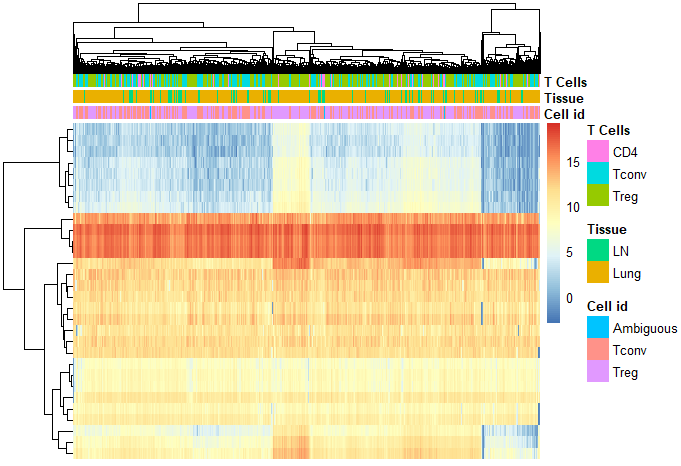 T Cells
Tissue
Cell id
15
10
5
0
T Cells
CD4
Tconv
Treg
Tissue
LN
Lung
Cell id
Ambiguous
Tconv
Treg